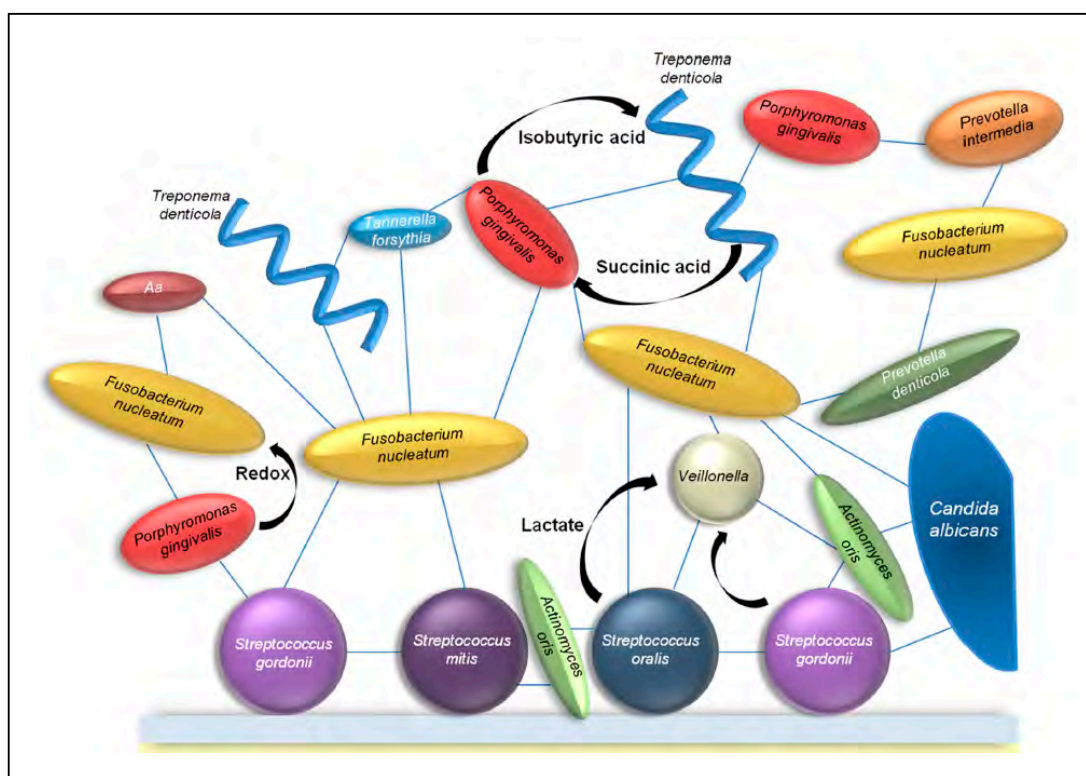 Treponema
denticola
Porphyromonas
gingivalis
Prevotella
intermedia
Isobutyric acid
Treponema
denticola
Tannerella
forsythia
Porphyromonas
gingivalis
Fusobacterium
nucleatum
Succinic acid
Aa
Fusobacterium
nucleatum
Fusobacterium
nucleatum
Prevotella
denticola
Fusobacterium
nucleatum
Redox
Veillonella
Porphyromonas
gingivalis
Lactate
Actinomyces
oris
Candida
albicans
Actinomyces
oris
Streptococcus
gordonii
Streptococcus
mitis
Streptococcus
oralis
Streptococcus
gordonii